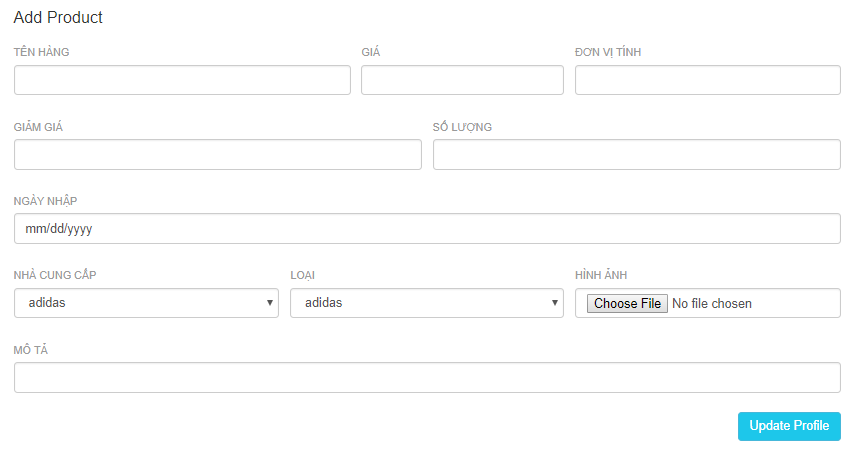 Add Product
TÊN HÀNG GIÁ ĐƠN VỊ TÍNH
GIẢM GIÁ SỐ LƯỢNG
NGÀY NHẬP
mm/dd/yyyy
NHÀ CUNG CẤP LOẠI HÌNH ẢNH
adidas adidas Choose File No file chosen
MÔ TẢ
Update Profile